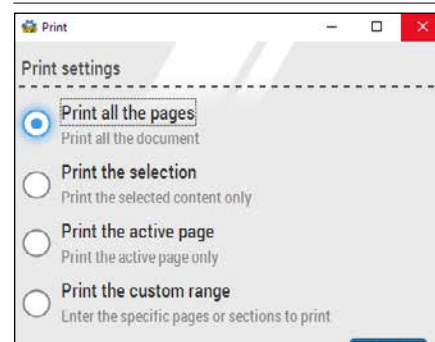 Print
Print settings
Print all the pages
Print all the document
Print the selection
Print the selected content only
Print the active page
Print the active page only
Print the custom range
Enter the specific pages or sections to print